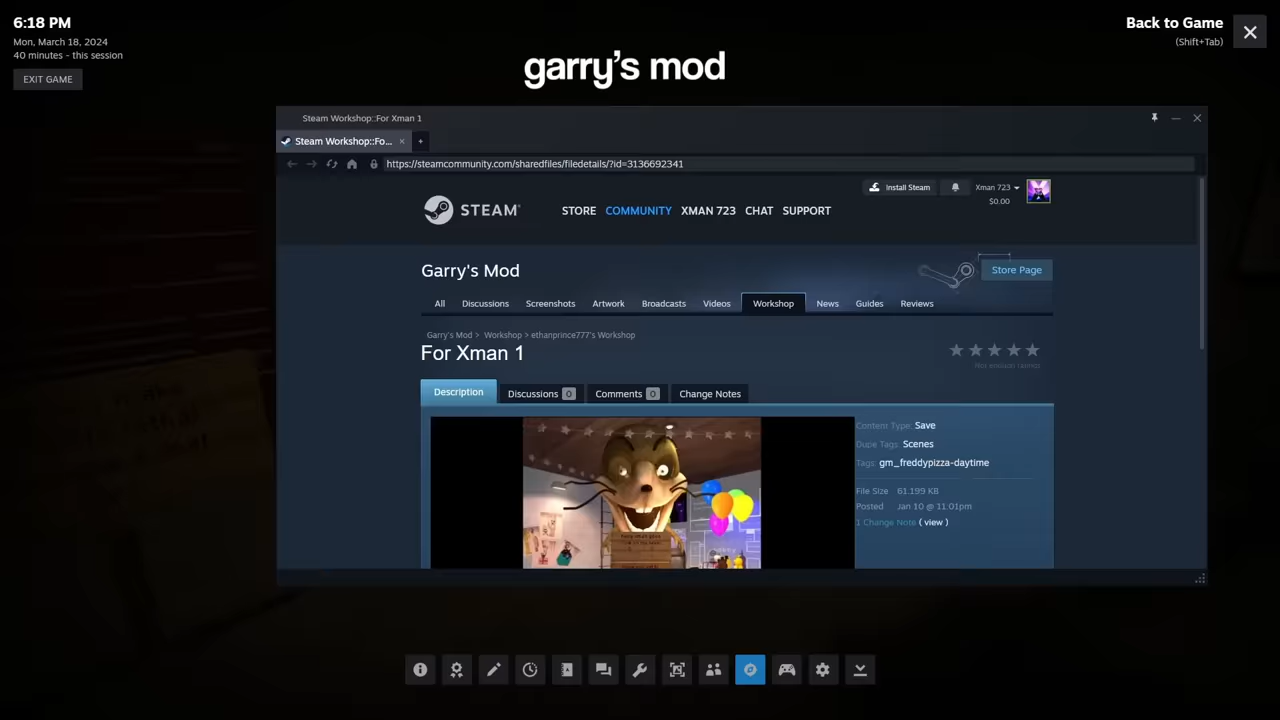 6:18 PM
Mon, March 18, 2024
40 minutes - this session
EXIT GAME
Back to Game
(Shift+Tab)
garry's mod
Steam Workshop::For Xman 1
Steam Workshop::Fo...
https://steamcommunity.com/sharedfiles/filedetails/?id=3136692341
Install Steam
Xman 723
$0.00
STEAM
STORE COMMUNITY XMAN 723 CHAT SUPPORT
Garry's Mod
Store Page
All Discussions Screenshots Artwork Broadcasts Videos Workshop News Guides Reviews
Garry's Mod > Workshop > ethanprince777's Workshop
For Xman 1
Not enough ratings
Description Discussions 0 Comments 0 Change Notes
Content Type: Save
Dupe Tags: Scenes
Tags: gm_freddypizza-daytime
File Size 61.199 KB
Posted Jan 10 @ 11:01pm
1 Change Note ( view )